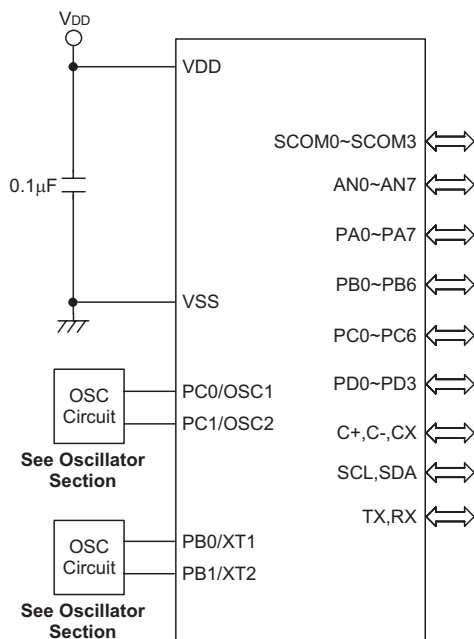 VDD
VDD
0.1μF
VSS
OSC
Circuit
PC0/OSC1
PC1/OSC2
See Oscillator
Section
OSC
Circuit
PB0/XT1
PB1/XT2
See Oscillator
Section
SCOM0~SCOM3
AN0~AN7
PA0~PA7
PB0~PB6
PC0~PC6
PD0~PD3
C+,C-,CX
SCL,SDA
TX,RX